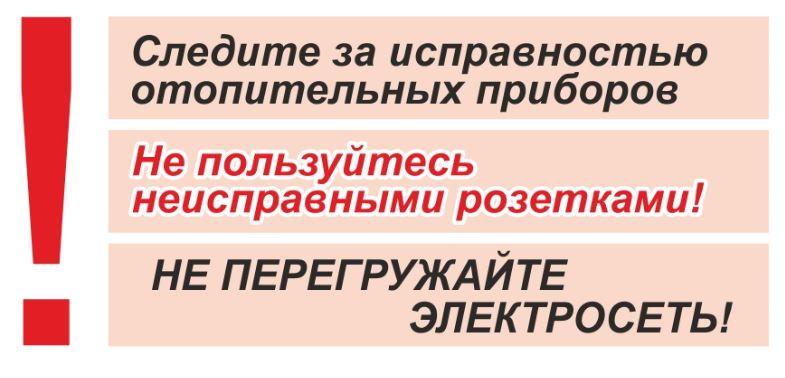 Следите за исправностью
отопительных приборов
Не пользуйтесь
неисправными розетками!
НЕ ПЕРЕГРУЖАЙТЕ
ЭЛЕКТРОСЕТЬ!